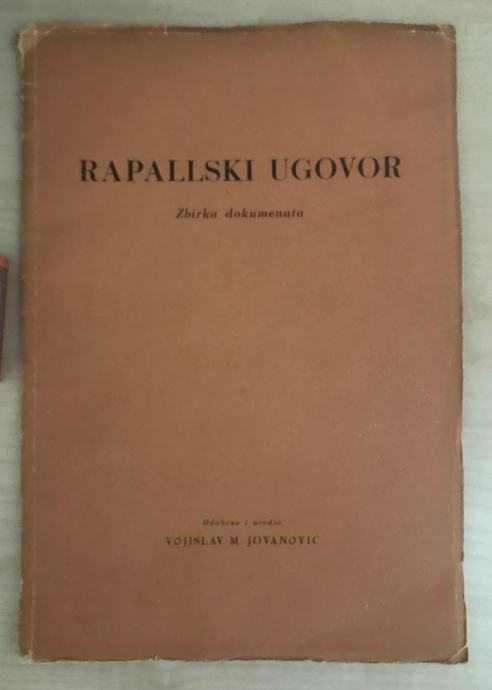 RAPALLSKI UGOVOR
Zbirka dokumenata
Odabrao i uredio
VOJISLAV M. JOVANOVIĆ